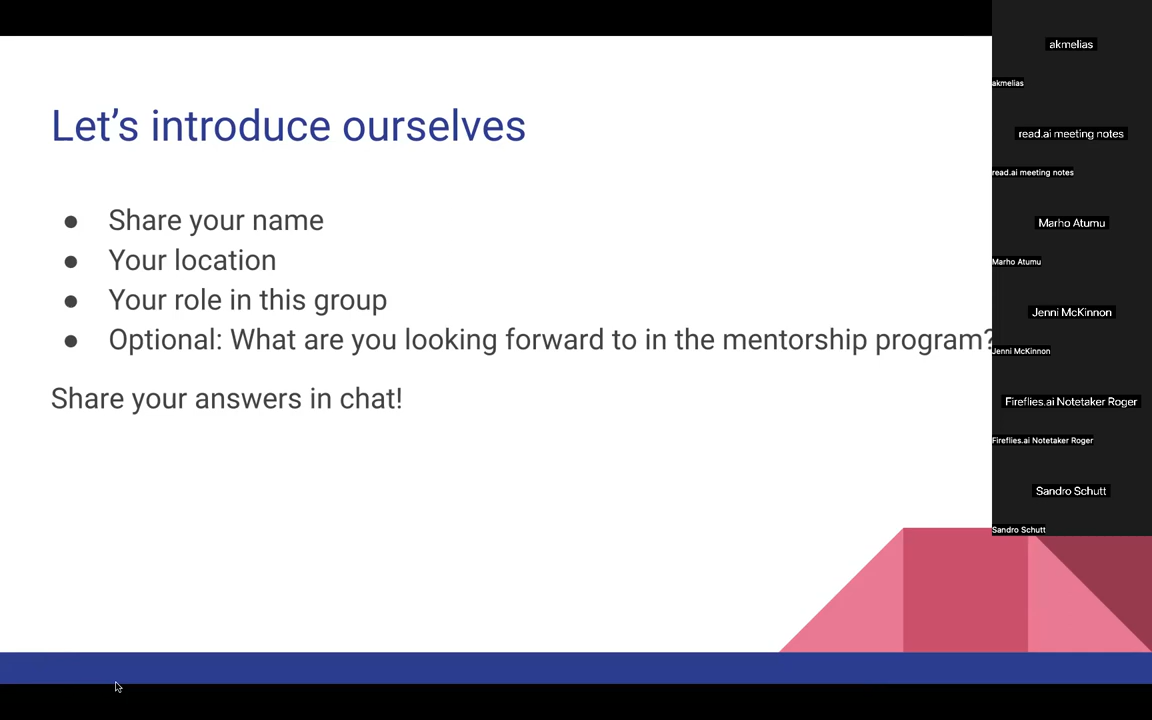 Let's introduce ourselves
● Share your name
● Your location
● Your role in this group
● Optional: What are you looking forward to in the mentorship program?
Share your answers in chat!
akmelias
akmelias
read.ai meeting notes
read.ai meeting notes
Marho Atumu
Marho Atumu
Jenni McKinnon
Jenni McKinnon
Fireflies.ai Notetaker Roger
Fireflies.ai Notetaker Roger
Sandro Schutt
Sandro Schutt